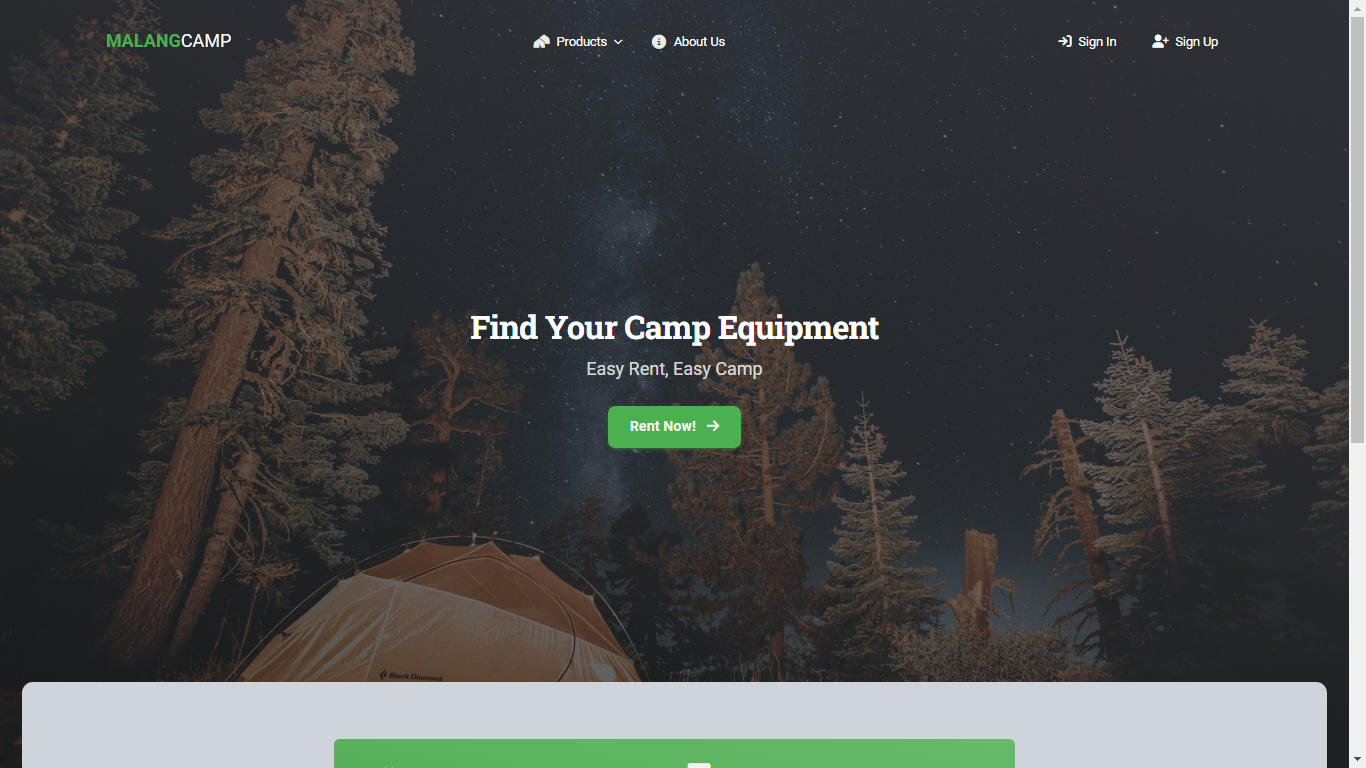 MALANGCAMP
Products
About Us
Sign In
Sign Up
Find Your Camp Equipment
Easy Rent, Easy Camp
Rent Now!
Black Diamond